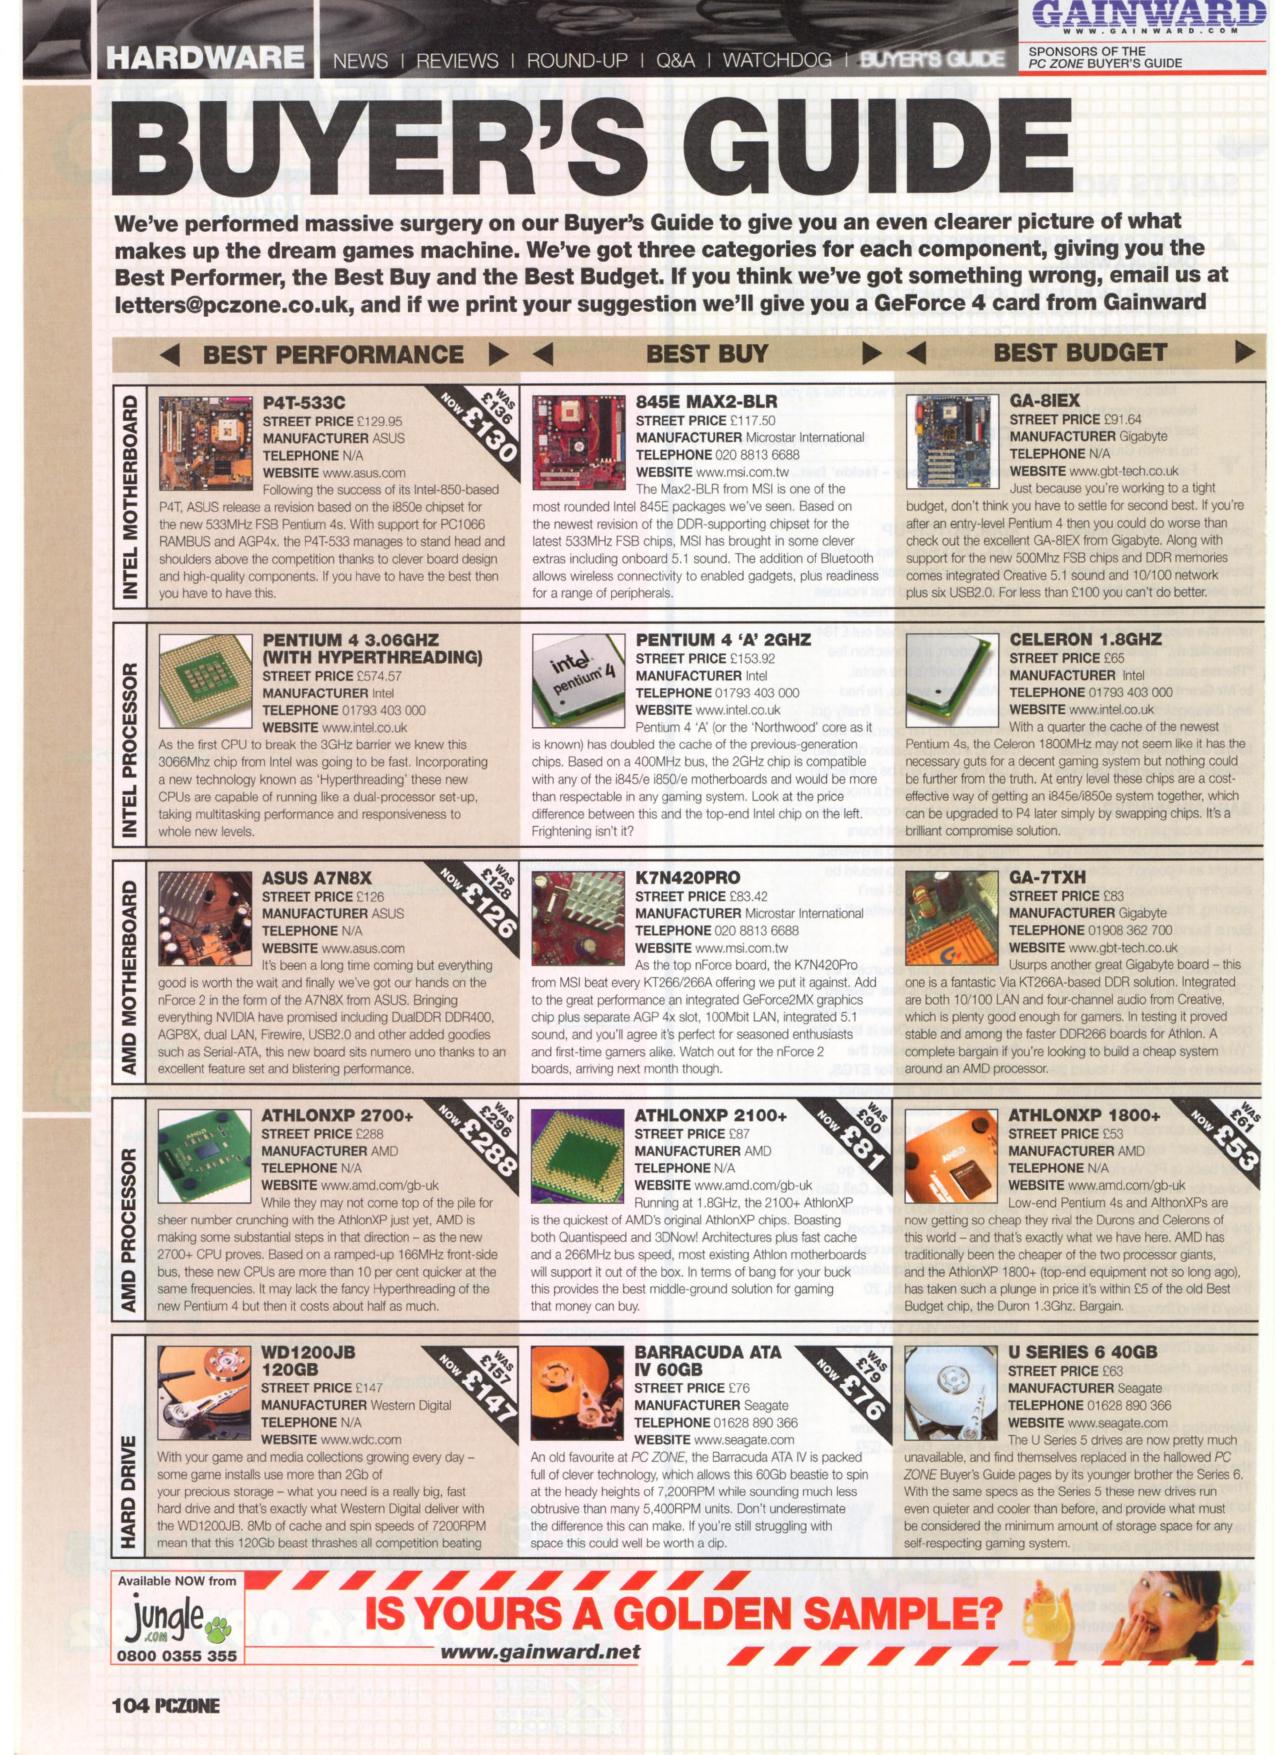 GAINWARD
WWW.GAINWARD.COM
SPONSORS OF THE
PC ZONE BUYER'S GUIDE
HARDWARE
NEWS | REVIEWS | ROUND-UP | Q&A | WATCHDOG | BUYER'S GUIDE
BUYER'S GUIDE
We've performed massive surgery on our Buyer's Guide to give you an even clearer picture of what
makes up the dream games machine. We've got three categories for each component, giving you the
Best Performer, the Best Buy and the Best Budget. If you think we've got something wrong, email us at
letters@pczone.co.uk, and if we print your suggestion we'll give you a GeForce 4 card from Gainward
BEST PERFORMANCE
BEST BUY
BEST BUDGET
INTEL MOTHERBOARD
P4T-533C
STREET PRICE £129.95
MANUFACTURER ASUS
TELEPHONE N/A
WEBSITE www.asus.com
Following the success of its Intel-850-based
P4T, ASUS release a revision based on the i850e chipset for
the new 533MHz FSB Pentium 4s. With support for PC1066
RAMBUS and AGP4x. the P4T-533 manages to stand head and
shoulders above the competition thanks to clever board design
and high-quality components. If you have to have the best then
you have to have this.
WAS
£136
NOW £130
845E MAX2-BLR
STREET PRICE £117.50
MANUFACTURER Microstar International
TELEPHONE 020 8813 6688
WEBSITE www.msi.com.tw
The Max2-BLR from MSI is one of the
most rounded Intel 845E packages we've seen. Based on
the newest revision of the DDR-supporting chipset for the
latest 533MHz FSB chips, MSI has brought in some clever
extras including onboard 5.1 sound. The addition of Bluetooth
allows wireless connectivity to enabled gadgets, plus readiness
for a range of peripherals.
GA-8IEX
STREET PRICE £91.64
MANUFACTURER Gigabyte
TELEPHONE N/A
WEBSITE www.gbt-tech.co.uk
Just because you're working to a tight
budget, don't think you have to settle for second best. If you're
after an entry-level Pentium 4 then you could do worse than
check out the excellent GA-8IEX from Gigabyte. Along with
support for the new 500Mhz FSB chips and DDR memories
comes integrated Creative 5.1 sound and 10/100 network
plus six USB2.0. For less than £100 you can't do better.
INTEL PROCESSOR
PENTIUM 4 3.06GHZ
(WITH HYPERTHREADING)
STREET PRICE £574.57
MANUFACTURER Intel
TELEPHONE 01793 403 000
WEBSITE www.intel.co.uk
As the first CPU to break the 3GHz barrier we knew this
3066Mhz chip from Intel was going to be fast. Incorporating
a new technology known as 'Hyperthreading' these new
CPUs are capable of running like a dual-processor set-up,
taking multitasking performance and responsiveness to
whole new levels.
intel
pentium 4
PENTIUM 4 'A' 2GHZ
STREET PRICE £153.92
MANUFACTURER Intel
TELEPHONE 01793 403 000
WEBSITE www.intel.co.uk
Pentium 4 'A' (or the 'Northwood' core as it
is known) has doubled the cache of the previous-generation
chips. Based on a 400MHz bus, the 2GHz chip is compatible
with any of the i845/e i850/e motherboards and would be more
than respectable in any gaming system. Look at the price
difference between this and the top-end Intel chip on the left.
Frightening isn't it?
CELERON 1.8GHZ
STREET PRICE £65
MANUFACTURER Intel
TELEPHONE 01793 403 000
WEBSITE www.intel.co.uk
With a quarter the cache of the newest
Pentium 4s, the Celeron 1800MHz may not seem like it has the
necessary guts for a decent gaming system but nothing could
be further from the truth. At entry level these chips are a cost-
effective way of getting an i845e/i850e system together, which
can be upgraded to P4 later simply by swapping chips. It's a
brilliant compromise solution.
AMD MOTHERBOARD
ASUS A7N8X
STREET PRICE £126
MANUFACTURER ASUS
TELEPHONE N/A
WEBSITE www.asus.com
It's been a long time coming but everything
good is worth the wait and finally we've got our hands on the
nForce 2 in the form of the A7N8X from ASUS. Bringing
everything NVIDIA have promised including DualDDR DDR400,
AGP8X, dual LAN, Firewire, USB2.0 and other added goodies
such as Serial-ATA, this new board sits numero uno thanks to an
excellent feature set and blistering performance.
WAS
£128
NOW £126
K7N420PRO
STREET PRICE £83.42
MANUFACTURER Microstar International
TELEPHONE 020 8813 6688
WEBSITE www.msi.com.tw
As the top nForce board, the K7N420Pro
from MSI beat every KT266/266A offering we put it against. Add
to the great performance an integrated GeForce2MX graphics
chip plus separate AGP 4x slot, 100Mbit LAN, integrated 5.1
sound, and you'll agree it's perfect for seasoned enthusiasts
and first-time gamers alike. Watch out for the nForce 2
boards, arriving next month though.
GA-7TXH
STREET PRICE £83
MANUFACTURER Gigabyte
TELEPHONE 01908 362 700
WEBSITE www.gbt-tech.co.uk
Usurps another great Gigabyte board – this
one is a fantastic Via KT266A-based DDR solution. Integrated
are both 10/100 LAN and four-channel audio from Creative,
which is plenty good enough for gamers. In testing it proved
stable and among the faster DDR266 boards for Athlon. A
complete bargain if you're looking to build a cheap system
around an AMD processor.
AMD PROCESSOR
ATHLONXP 2700+
STREET PRICE £288
MANUFACTURER AMD
TELEPHONE N/A
WEBSITE www.amd.com/gb-uk
While they may not come top of the pile for
sheer number crunching with the AthlonXP just yet, AMD is
making some substantial steps in that direction – as the new
2700+ CPU proves. Based on a ramped-up 166MHz front-side
bus, these new CPUs are more than 10 per cent quicker at the
same frequencies. It may lack the fancy Hyperthreading of the
new Pentium 4 but then it costs about half as much.
WAS
£296
NOW £288
ATHLONXP 2100+
STREET PRICE £87
MANUFACTURER AMD
TELEPHONE N/A
WEBSITE www.amd.com/gb-uk
Running at 1.8GHz, the 2100+ AthlonXP
is the quickest of AMD's original AthlonXP chips. Boasting
both Quantispeed and 3DNow! Architectures plus fast cache
and a 266MHz bus speed, most existing Athlon motherboards
will support it out of the box. In terms of bang for your buck
this provides the best middle-ground solution for gaming
that money can buy.
WAS
£90
NOW £81
ATHLONXP 1800+
STREET PRICE £53
MANUFACTURER AMD
TELEPHONE N/A
WEBSITE www.amd.com/gb-uk
Low-end Pentium 4s and AthlonXPs are
now getting so cheap they rival the Durons and Celerons of
this world – and that's exactly what we have here. AMD has
traditionally been the cheaper of the two processor giants,
and the AthlonXP 1800+ (top-end equipment not so long ago),
has taken such a plunge in price it's within £5 of the old Best
Budget chip, the Duron 1.3Ghz. Bargain.
WAS
£61
NOW £53
HARD DRIVE
WD1200JB
120GB
STREET PRICE £147
MANUFACTURER Western Digital
TELEPHONE N/A
WEBSITE www.wdc.com
With your game and media collections growing every day –
some game installs use more than 2Gb of
your precious storage – what you need is a really big, fast
hard drive and that's exactly what Western Digital deliver with
the WD1200JB. 8Mb of cache and spin speeds of 7200RPM
mean that this 120Gb beast thrashes all competition beating
WAS
£157
NOW £147
BARRACUDA ATA
IV 60GB
STREET PRICE £76
MANUFACTURER Seagate
TELEPHONE 01628 890 366
WEBSITE www.seagate.com
An old favourite at PC ZONE, the Barracuda ATA IV is packed
full of clever technology, which allows this 60Gb beastie to spin
at the heady heights of 7,200RPM while sounding much less
obtrusive than many 5,400RPM units. Don't underestimate
the difference this can make. If you're still struggling with
space this could well be worth a dip.
WAS
£79
NOW £76
U SERIES 6 40GB
STREET PRICE £63
MANUFACTURER Seagate
TELEPHONE 01628 890 366
WEBSITE www.seagate.com
The U Series 5 drives are now pretty much
unavailable, and find themselves replaced in the hallowed PC
ZONE Buyer's Guide pages by its younger brother the Series 6.
With the same specs as the Series 5 these new drives run
even quieter and cooler than before, and provide what must
be considered the minimum amount of storage space for any
self-respecting gaming system.
Available NOW from
jungle
.com
0800 0355 355
IS YOURS A GOLDEN SAMPLE?
www.gainward.net
104 PCZONE